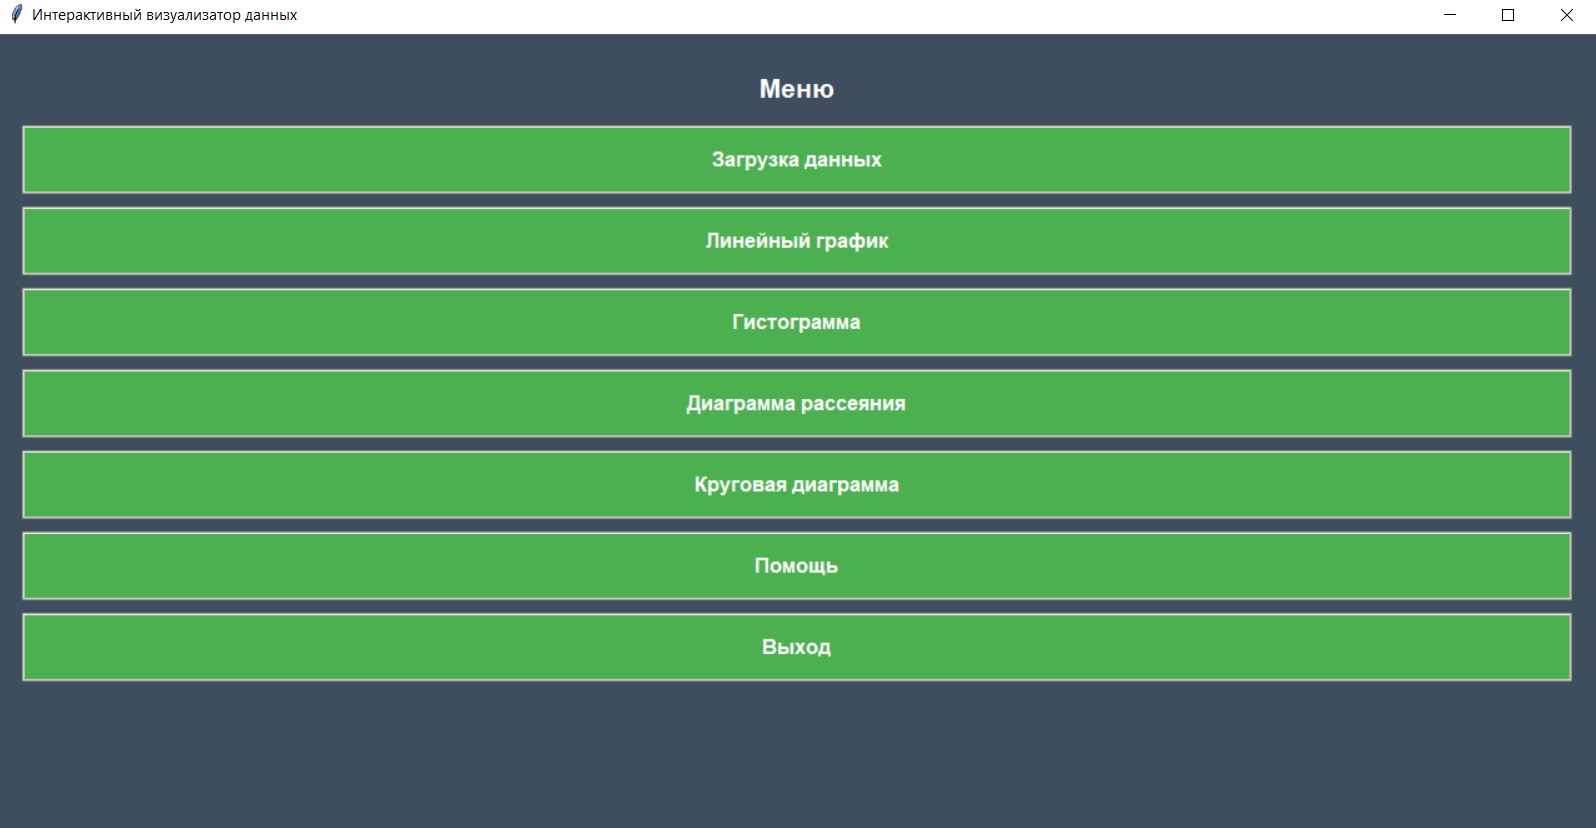 Интерактивный визуализатор данных
Меню
Загрузка данных
Линейный график
Гистограмма
Диаграмма рассеяния
Круговая диаграмма
Помощь
Выход